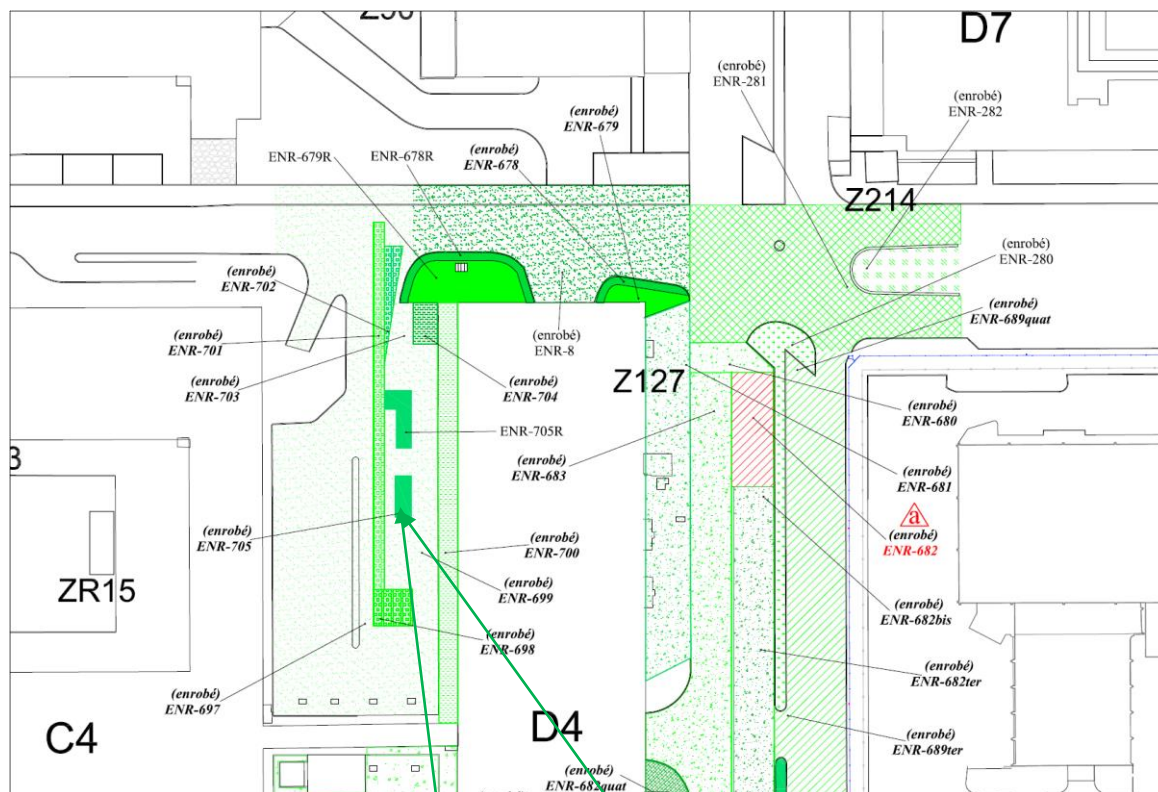 D7
(enrobé)
ENR-281
(enrobé)
ENR-282
(enrobé)
ENR-679
ENR-679R
ENR-678R
(enrobé)
ENR-678
Z214
(enrobé)
ENR-280
(enrobé)
ENR-702
(enrobé)
ENR-689quat
(enrobé)
ENR-701
(enrobé)
ENR-8
(enrobé)
ENR-703
(enrobé)
ENR-704
Z127
(enrobé)
ENR-680
ENR-705R
(enrobé)
ENR-683
(enrobé)
ENR-681
a
(enrobé)
ENR-682
(enrobé)
ENR-705
(enrobé)
ENR-700
ZR15
(enrobé)
ENR-699
(enrobé)
ENR-682bis
(enrobé)
ENR-698
(enrobé)
ENR-682ter
(enrobé)
ENR-697
C4
D4
(enrobé)
ENR-689ter
(enrobé)
ENR-682quat